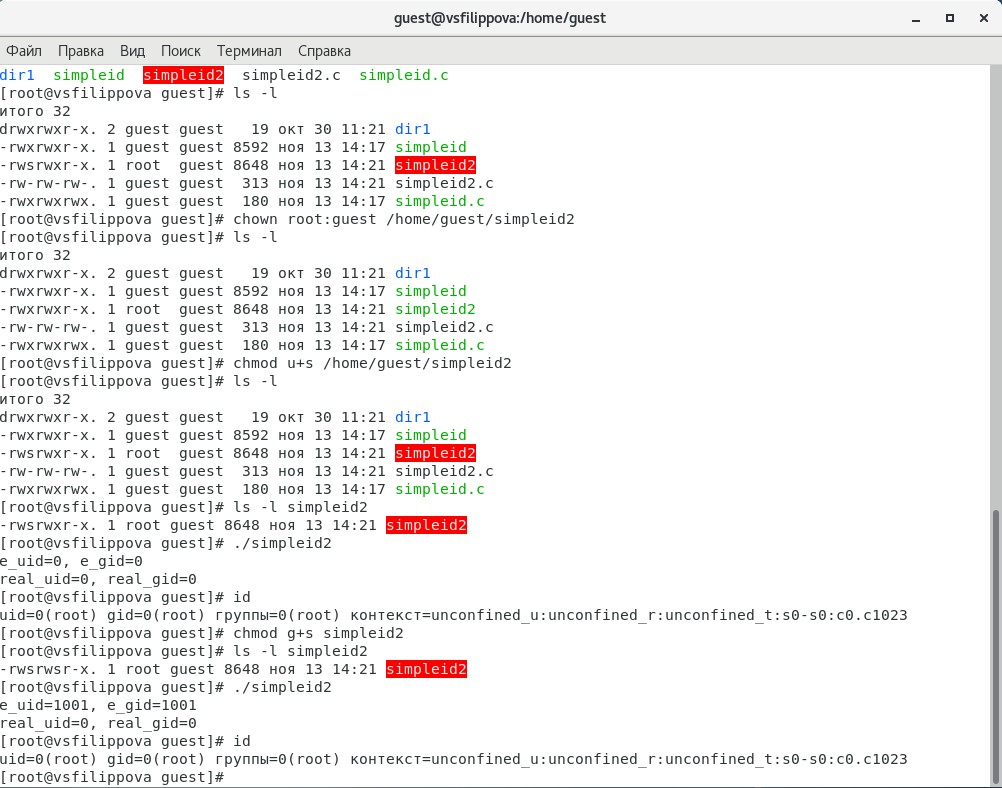 guest@vsfilippova:/home/guest
Файл Правка Вид Поиск Терминал Справка
dir1  simpleid  simpleid2  simpleid2.c  simpleid.c
[root@vsfilippova guest]# ls -l
итого 32
drwxrwxr-x. 2 guest guest   19 окт 30 11:21 dir1
-rwxrwxr-x. 1 guest guest 8592 ноя 13 14:17 simpleid
-rwsrwxr-x. 1 root  guest 8648 ноя 13 14:21 simpleid2
-rw-rw-rw-. 1 guest guest  313 ноя 13 14:21 simpleid2.c
-rwxrwxrwx. 1 guest guest  180 ноя 13 14:17 simpleid.c
[root@vsfilippova guest]# chown root:guest /home/guest/simpleid2
[root@vsfilippova guest]# ls -l
итого 32
drwxrwxr-x. 2 guest guest   19 окт 30 11:21 dir1
-rwxrwxr-x. 1 guest guest 8592 ноя 13 14:17 simpleid
-rwxrwxr-x. 1 root  guest 8648 ноя 13 14:21 simpleid2
-rw-rw-rw-. 1 guest guest  313 ноя 13 14:21 simpleid2.c
-rwxrwxrwx. 1 guest guest  180 ноя 13 14:17 simpleid.c
[root@vsfilippova guest]# chmod u+s /home/guest/simpleid2
[root@vsfilippova guest]# ls -l
итого 32
drwxrwxr-x. 2 guest guest   19 окт 30 11:21 dir1
-rwxrwxr-x. 1 guest guest 8592 ноя 13 14:17 simpleid
-rwsrwxr-x. 1 root  guest 8648 ноя 13 14:21 simpleid2
-rw-rw-rw-. 1 guest guest  313 ноя 13 14:21 simpleid2.c
-rwxrwxrwx. 1 guest guest  180 ноя 13 14:17 simpleid.c
[root@vsfilippova guest]# ls -l simpleid2
-rwsrwxr-x. 1 root guest 8648 ноя 13 14:21 simpleid2
[root@vsfilippova guest]# ./simpleid2
e_uid=0, e_gid=0
real_uid=0, real_gid=0
[root@vsfilippova guest]# id
uid=0(root) gid=0(root) группы=0(root) контекст=unconfined_u:unconfined_r:unconfined_t:s0-s0:c0.c1023
[root@vsfilippova guest]# chmod g+s simpleid2
[root@vsfilippova guest]# ls -l simpleid2
-rwsrwsr-x. 1 root guest 8648 ноя 13 14:21 simpleid2
[root@vsfilippova guest]# ./simpleid2
e_uid=1001, e_gid=1001
real_uid=0, real_gid=0
[root@vsfilippova guest]# id
uid=0(root) gid=0(root) группы=0(root) контекст=unconfined_u:unconfined_r:unconfined_t:s0-s0:c0.c1023
[root@vsfilippova guest]#